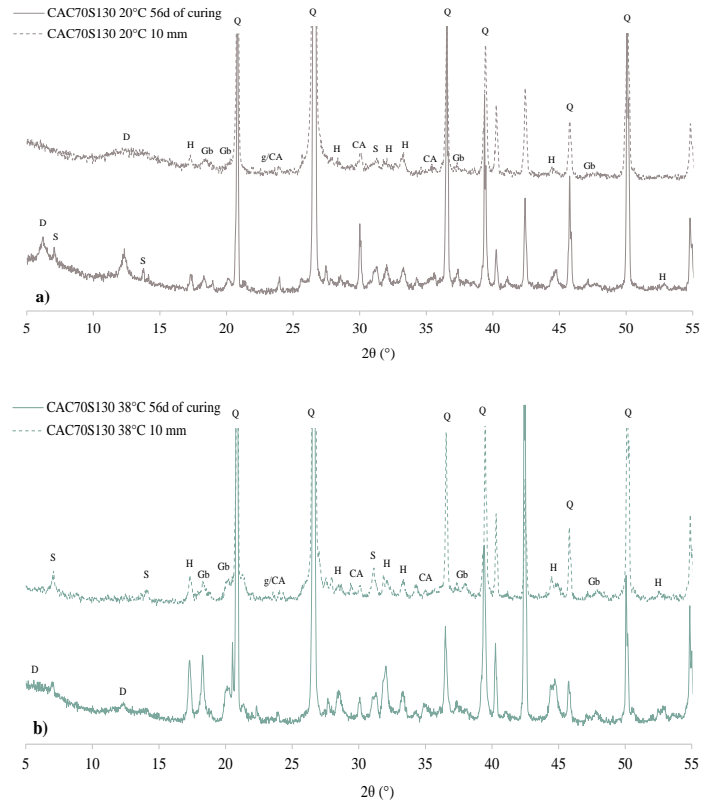 CAC70S130 20°C 56d of curing
CAC70S130 20°C 10 mm
Q Q Q Q Q Q
D H Gb Gb g/CA H CA S H H CA Gb H Gb
D S S H
a)
5 10 15 20 25 30 35 40 45 50 55
2θ (°)
CAC70S130 38°C 56d of curing
CAC70S130 38°C 10 mm
Q Q Q Q Q Q
S S H Gb Gb g/CA H CA S H H CA Gb H Gb H
D D
b)
5 10 15 20 25 30 35 40 45 50 55
2θ (°)